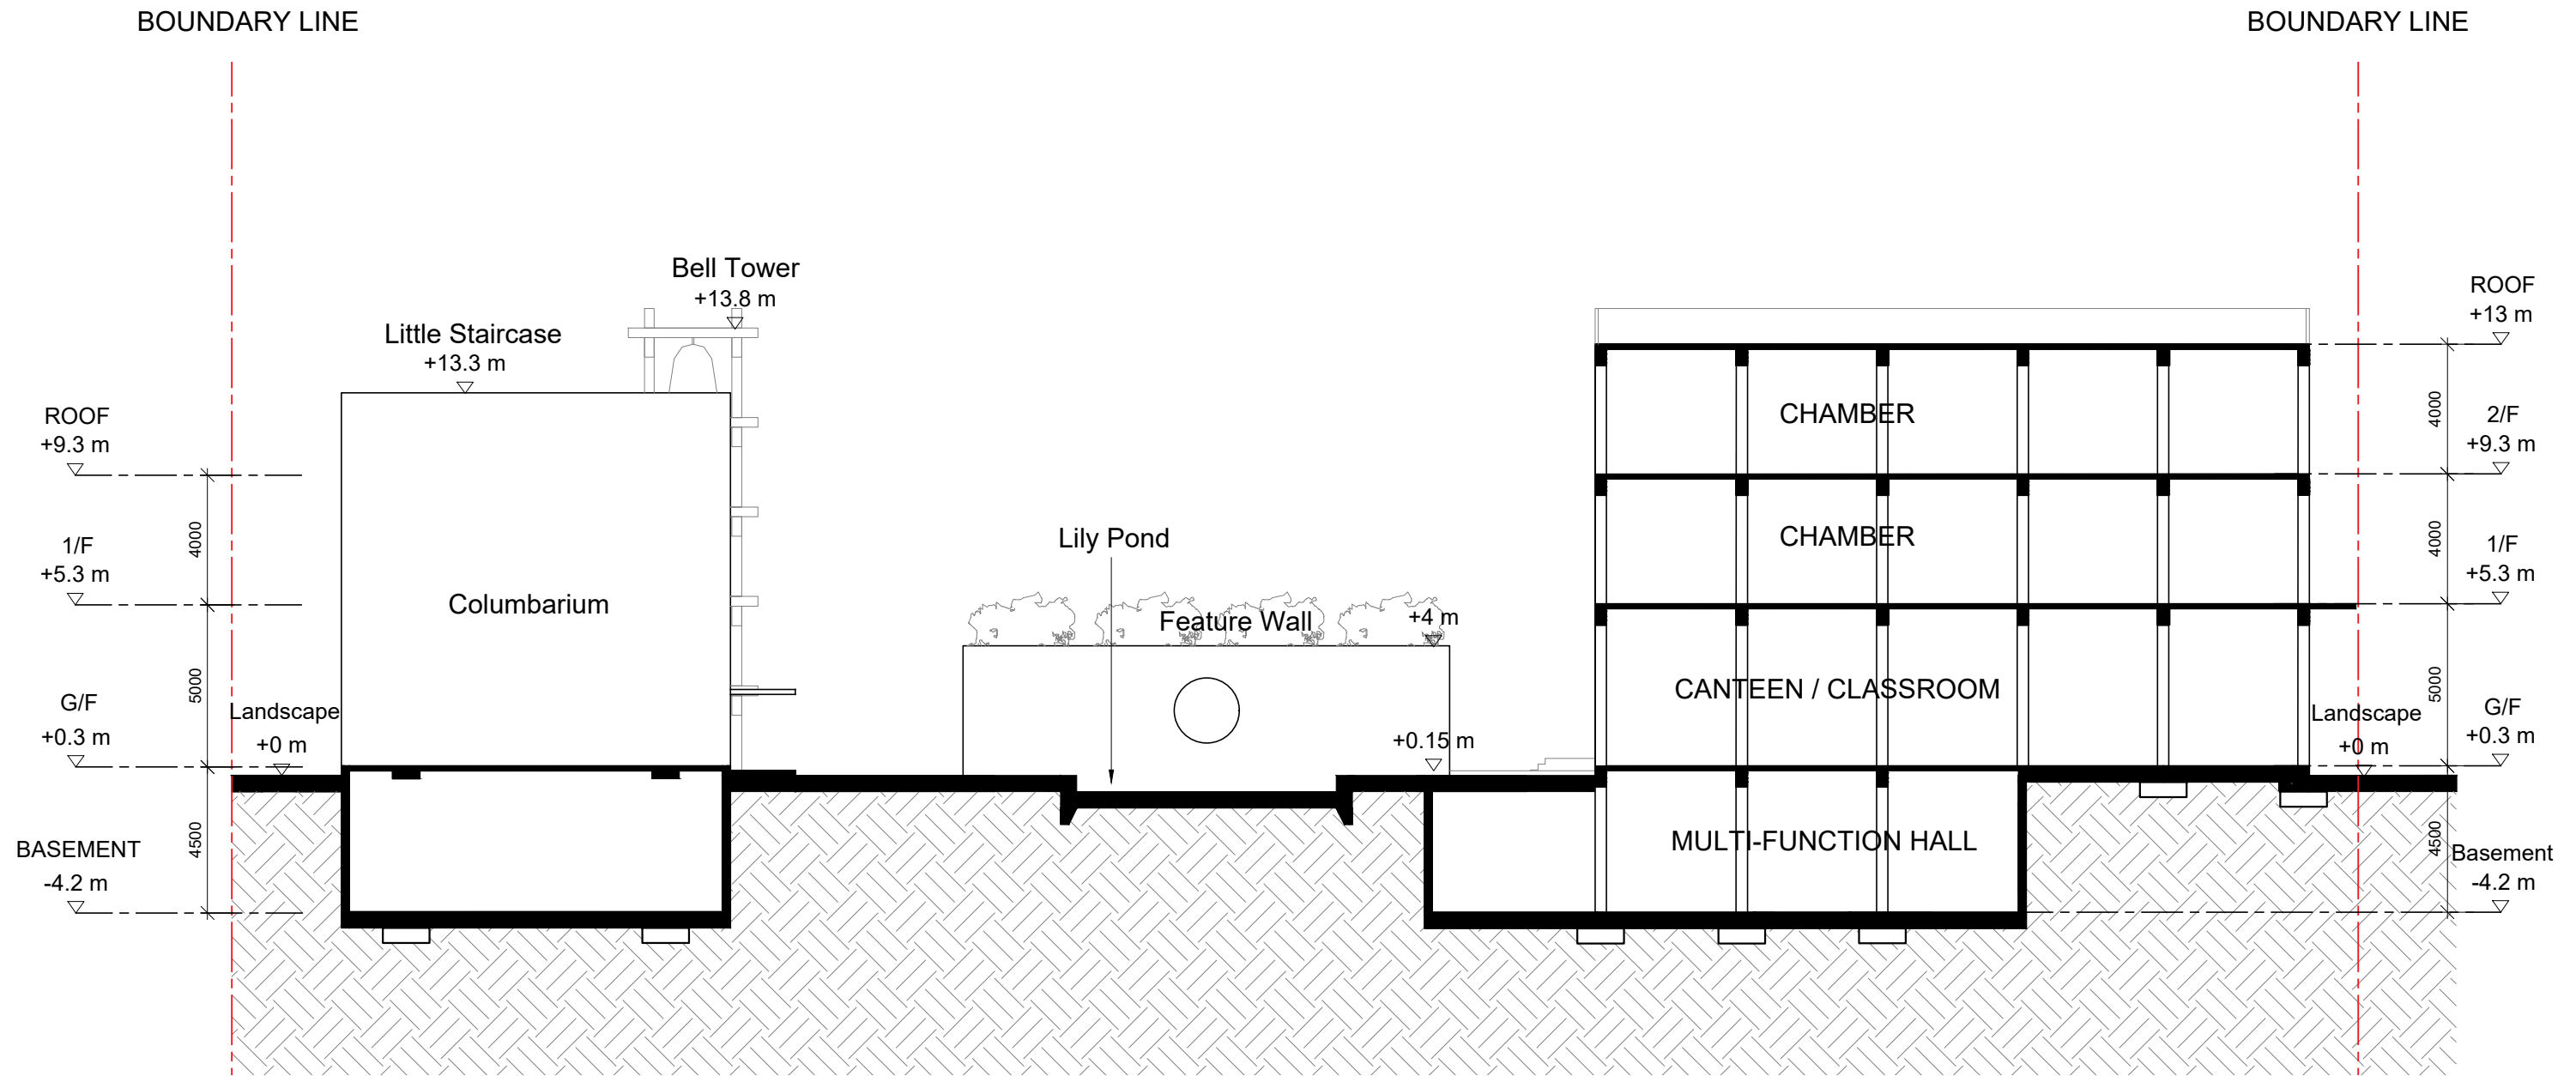 BOUNDARY LINE
BOUNDARY LINE
Bell Tower
+13.8 m
Little Staircase
+13.3 m
ROOF
+9.3 m
4000
1/F
+5.3 m
Columbarium
5000
G/F
+0.3 m
Landscape
+0 m
4500
BASEMENT
-4.2 m
Lily Pond
Feature Wall
+4 m
+0.15 m
CHAMBER
CHAMBER
CANTEEN / CLASSROOM
MULTI-FUNCTION HALL
ROOF
+13 m
4000
2/F
+9.3 m
4000
1/F
+5.3 m
5000
Landscape
+0 m
G/F
+0.3 m
4500
Basement
-4.2 m